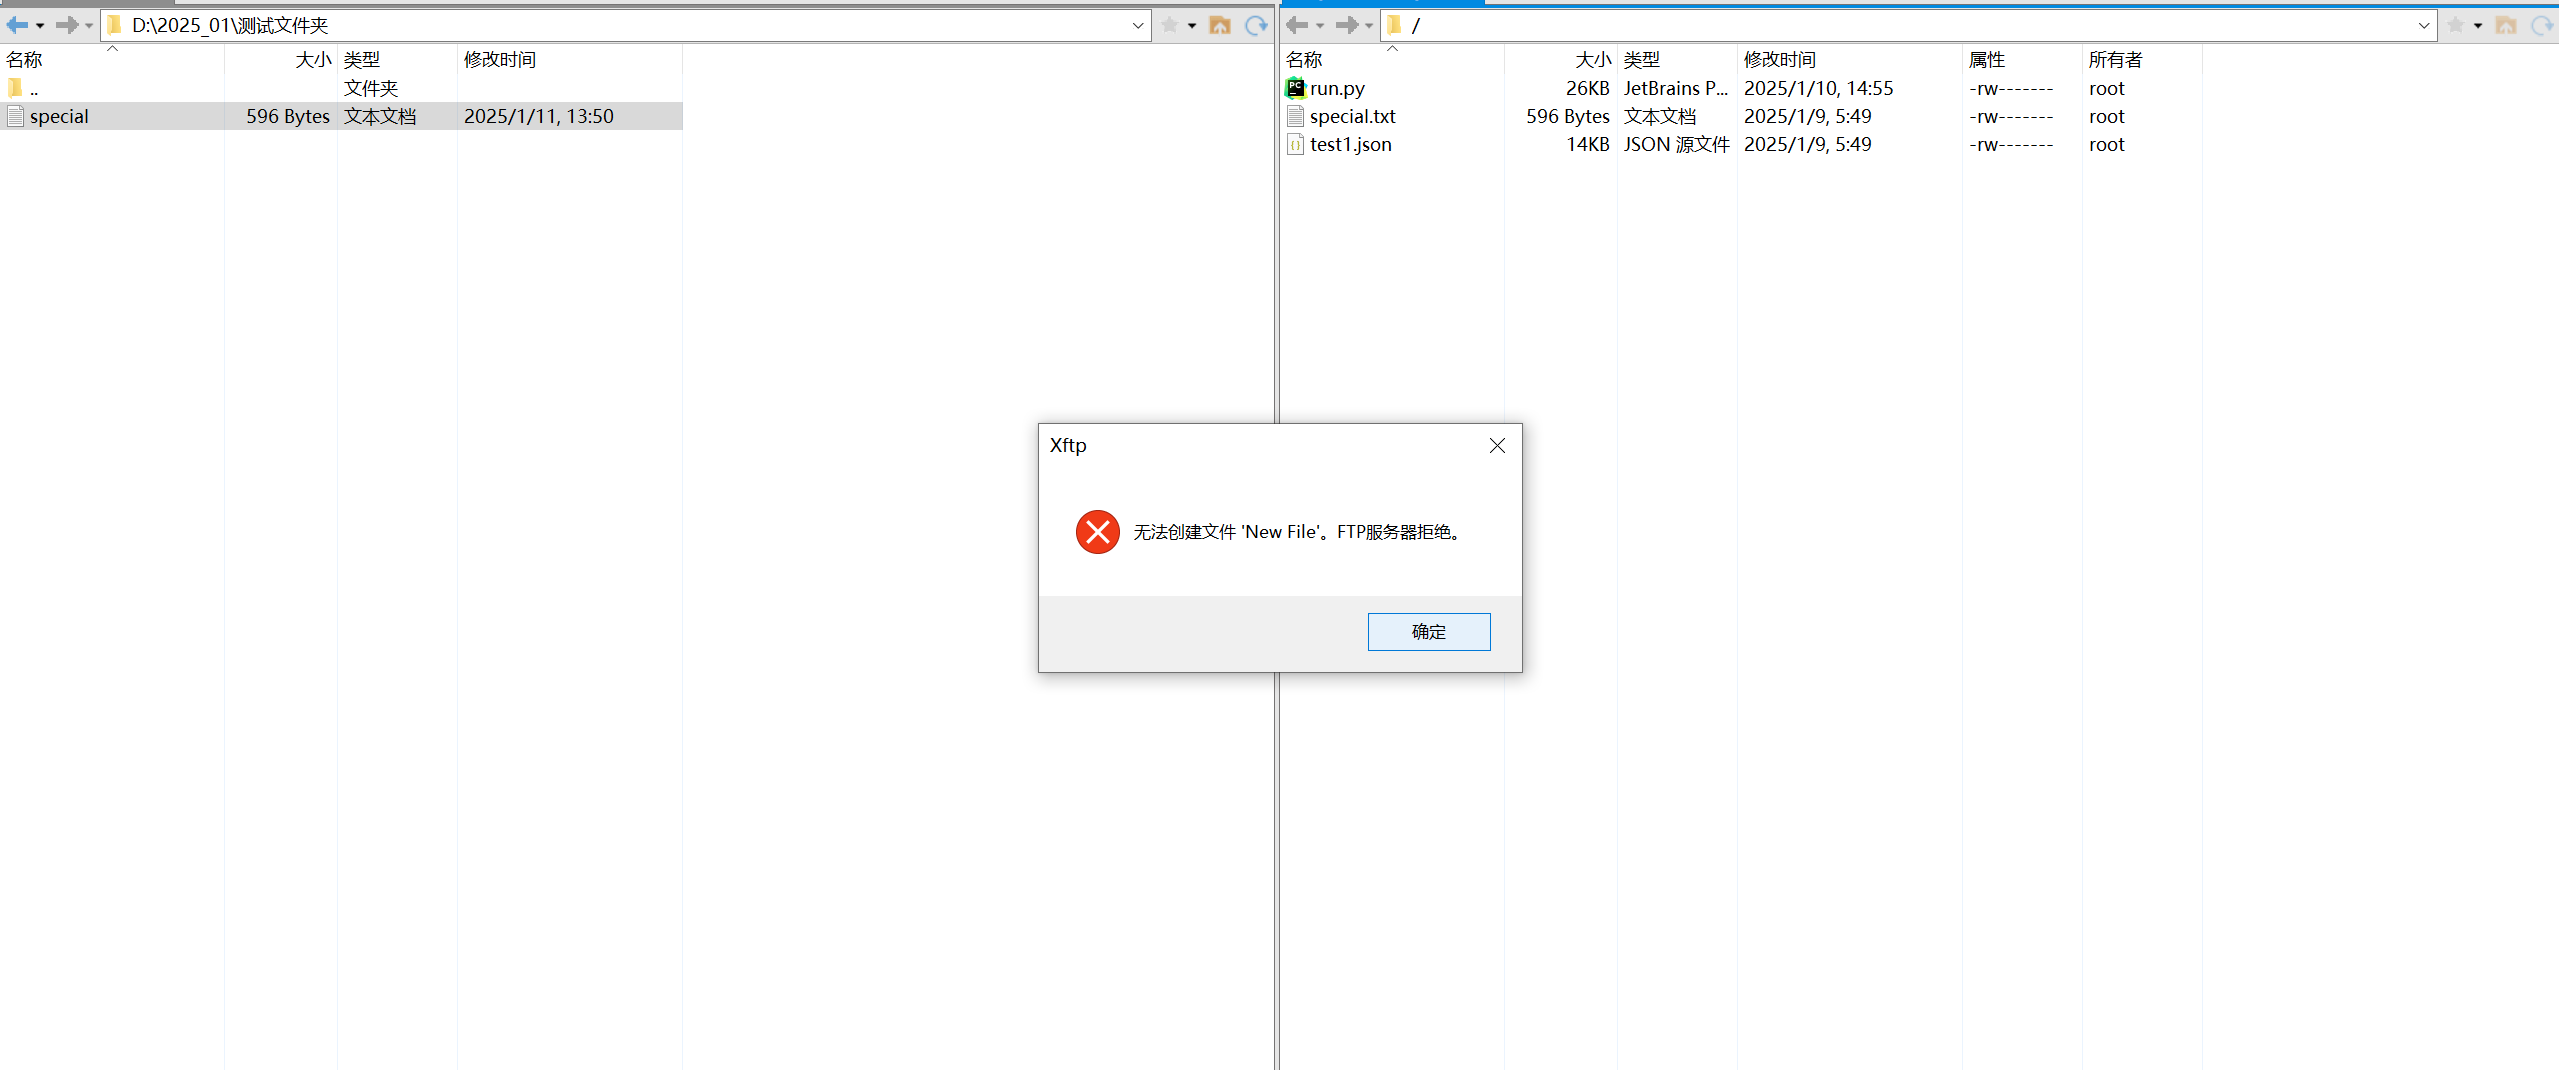 D:\2025_01\测试文件夹
名称 大小 类型 修改时间
.. 文件夹
special 596 Bytes 文本文档 2025/1/11, 13:50
/
名称 大小 类型 修改时间 属性 所有者
run.py 26KB JetBrains P... 2025/1/10, 14:55 -rw------- root
special.txt 596 Bytes 文本文档 2025/1/9, 5:49 -rw------- root
test1.json 14KB JSON 源文件 2025/1/9, 5:49 -rw------- root
Xftp
无法创建文件 'New File'。FTP服务器拒绝。
确定